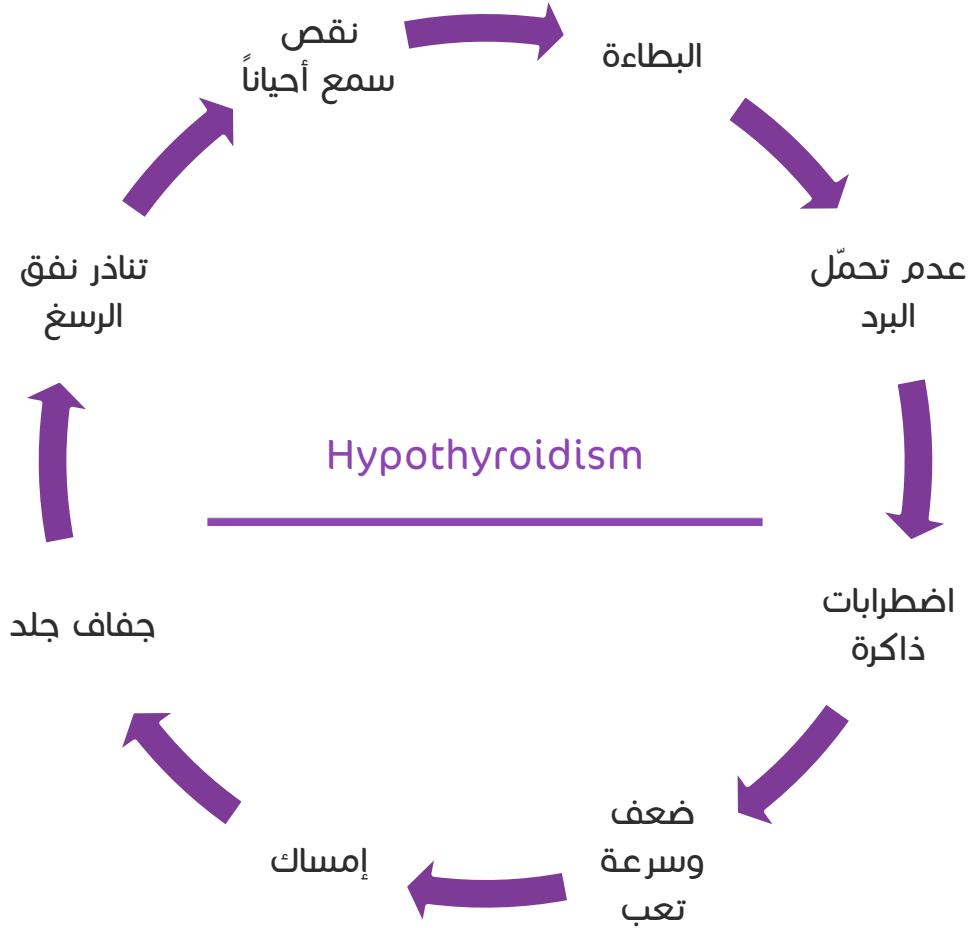 نقص
سمع أحياناً
البطاءة
عدم تحمّل
البرد
اضطرابات
ذاكرة
ضعف
وسرعة
تعب
إمساك
جفاف جلد
تناذر نفق
الرسغ
Hypothyroidism